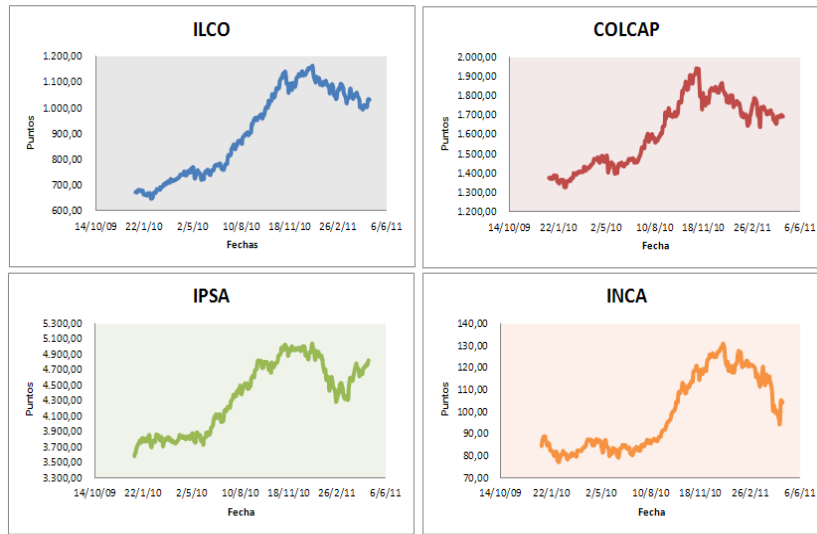 ILCO
1.200,00
1.100,00
1.000,00
900,00
800,00
700,00
600,00
Puntos
14/10/09 22/1/10 2/5/10 10/8/10 18/11/10 26/2/11 6/6/11
Fechas
COLCAP
2.000,00
1.900,00
1.800,00
1.700,00
1.600,00
1.500,00
1.400,00
1.300,00
1.200,00
Puntos
14/10/09 22/1/10 2/5/10 10/8/10 18/11/10 26/2/11 6/6/11
Fecha
IPSA
5.300,00
5.100,00
4.900,00
4.700,00
4.500,00
4.300,00
4.100,00
3.900,00
3.700,00
3.500,00
3.300,00
Puntos
14/10/09 22/1/10 2/5/10 10/8/10 18/11/10 26/2/11 6/6/11
Fecha
INCA
140,00
130,00
120,00
110,00
100,00
90,00
80,00
70,00
Puntos
14/10/09 22/1/10 2/5/10 10/8/10 18/11/10 26/2/11 6/6/11
Fecha